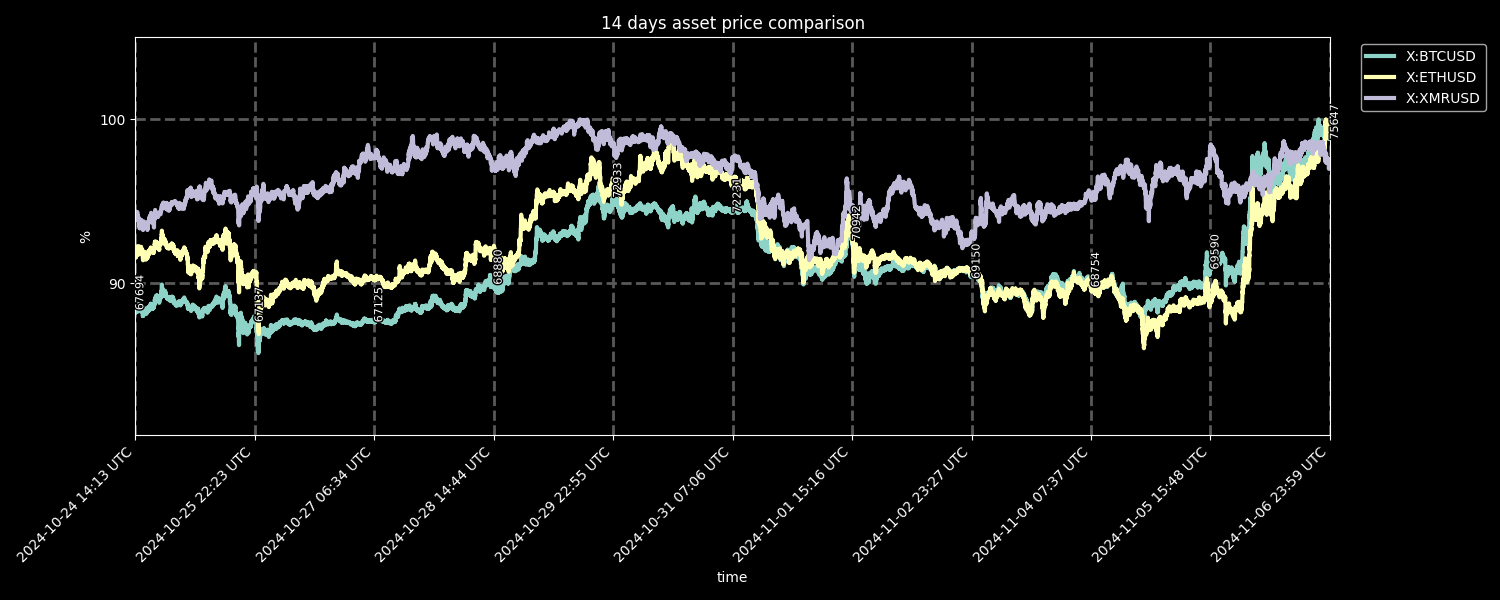 14 days asset price comparison
X:BTCUSD
X:ETHUSD
X:XMRUSD
100
90
%
67694
67137
67125
68880
72933
72231
70942
69150
68754
69590
75647
2024-10-24 14:13 UTC
2024-10-25 22:23 UTC
2024-10-27 06:34 UTC
2024-10-28 14:44 UTC
2024-10-29 22:55 UTC
2024-10-31 07:06 UTC
2024-11-01 15:16 UTC
2024-11-02 23:27 UTC
2024-11-04 07:37 UTC
2024-11-05 15:48 UTC
2024-11-06 23:59 UTC
time